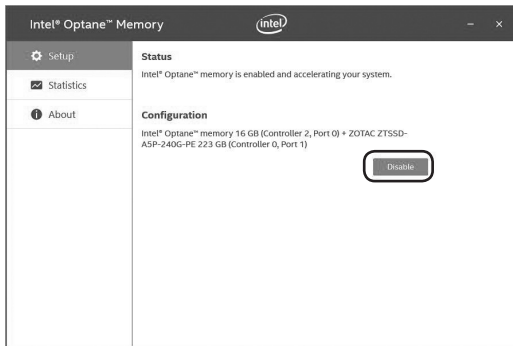 Intel® Optane™ Memory
intel
Setup
Statistics
About
Status
Intel® Optane™ memory is enabled and accelerating your system.
Configuration
Intel® Optane™ memory 16 GB (Controller 2, Port 0) + ZOTAC ZTSSD-
A5P-240G-PE 223 GB (Controller 0, Port 1)
Disable